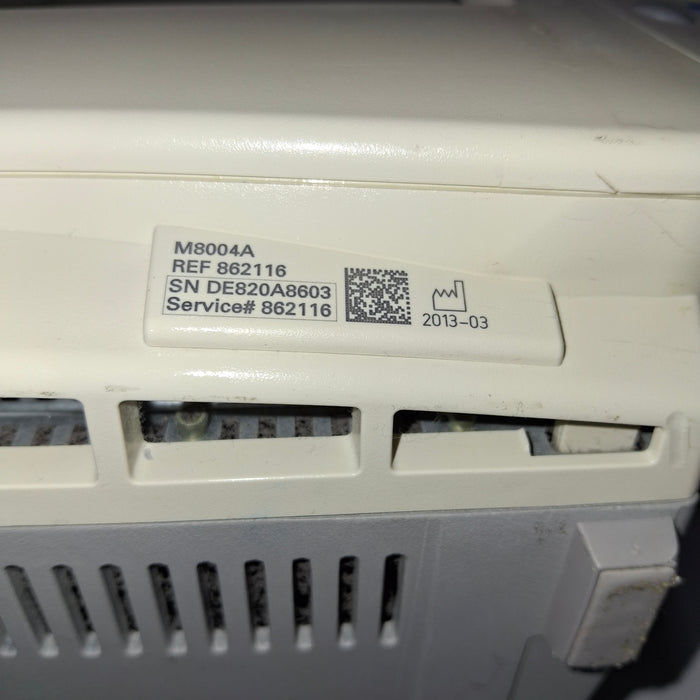 M8004A
REF 862116
SN DE820A8603
Service# 862116
2013-03